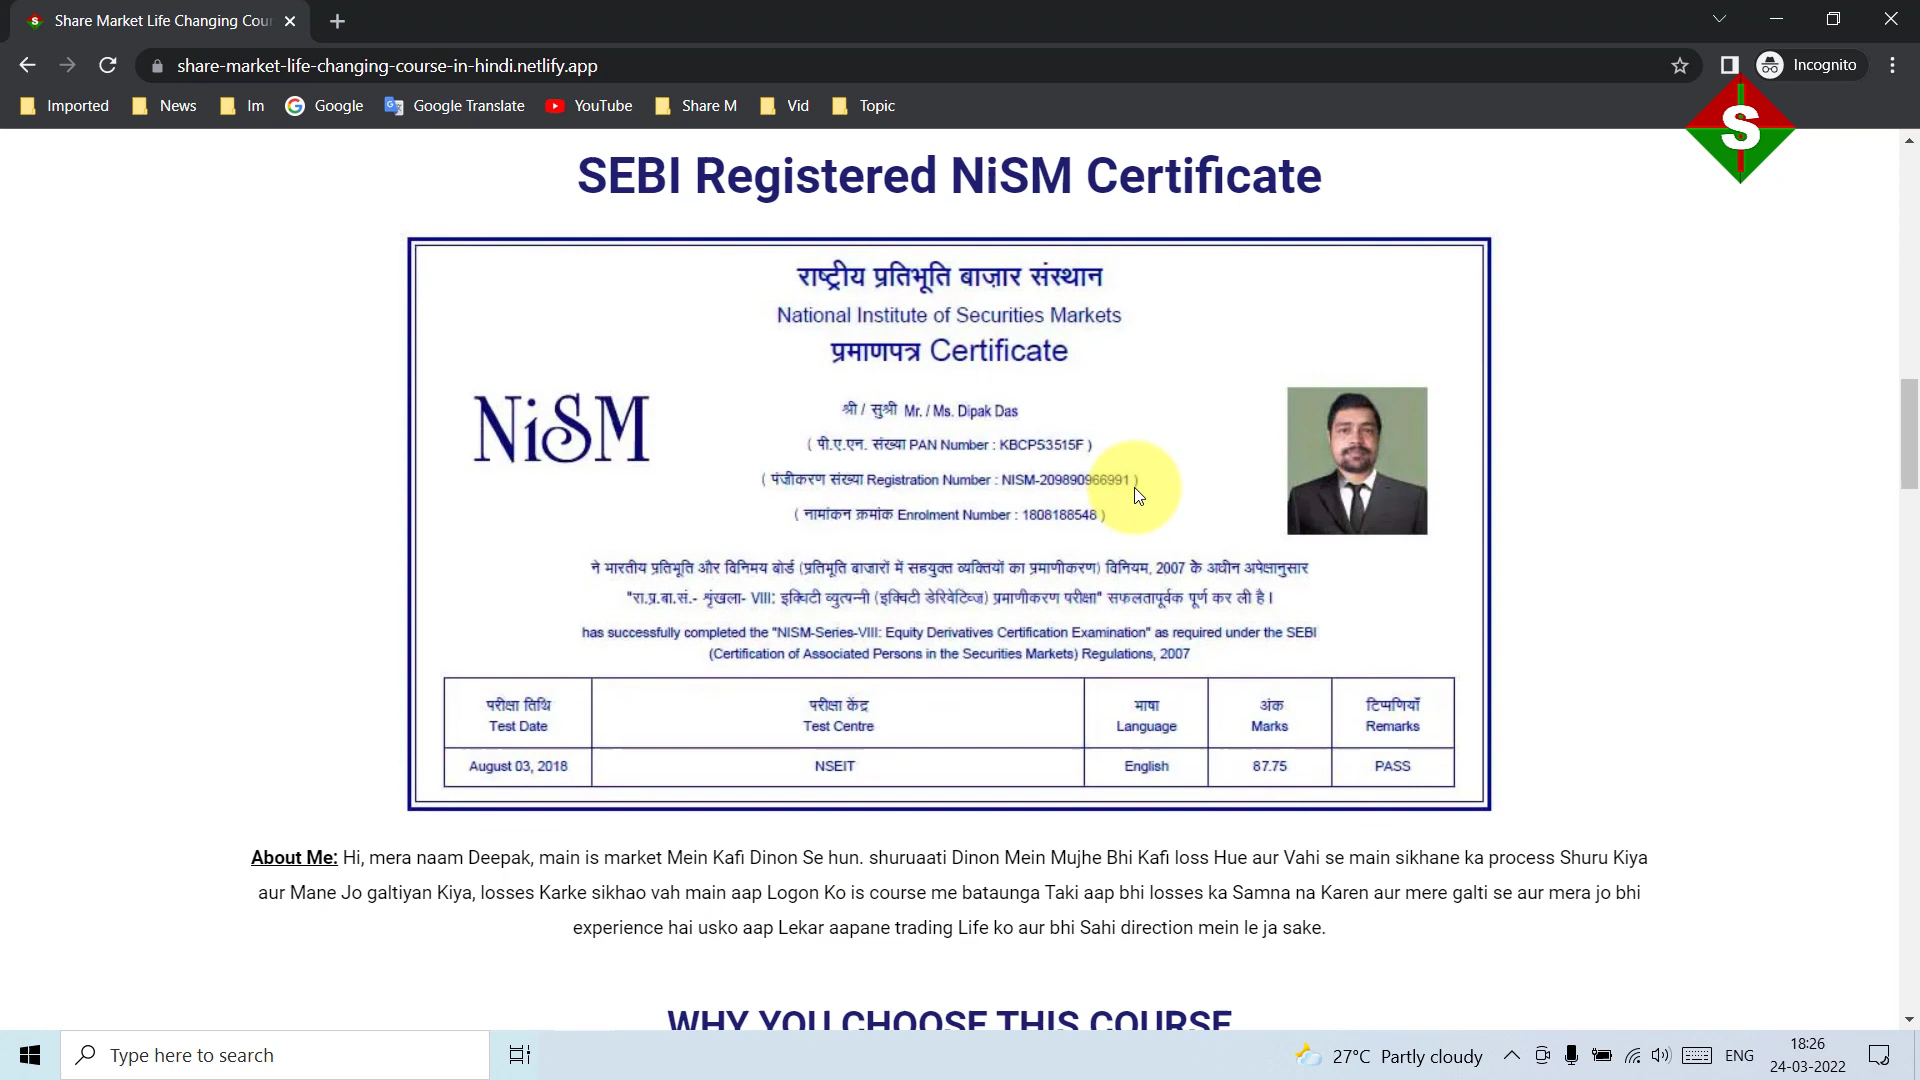 Share Market Life Changing Cour
share-market-life-changing-course-in-hindi.netlify.app
Incognito
Imported
News
Im
Google
Google Translate
YouTube
Share M
Vid
Topic
S
SEBI Registered NiSM Certificate
राष्ट्रीय प्रतिभूति बाज़ार संस्थान
National Institute of Securities Markets
प्रमाणपत्र Certificate
NiSM
श्री / सुश्री Mr. / Ms. Dipak Das
( पी.ए.एन. संख्या PAN Number : KBCP53515F )
( पंजीकरण संख्या Registration Number : NISM-209890966991 )
( नामांकन क्रमांक Enrolment Number : 1808188548 )
ने भारतीय प्रतिभूति और विनिमय बोर्ड (प्रतिभूति बाजारों में सहयुक्त व्यक्तियों का प्रमाणीकरण) विनियम, 2007 के अधीन अपेक्षानुसार
"रा.प्र.बा.सं.- शृंखला- VIII: इक्विटी व्युत्पन्नी (इक्विटी डेरिवेटिव्ज) प्रमाणीकरण परीक्षा" सफलतापूर्वक पूर्ण कर ली है ।
has successfully completed the "NISM-Series-VIII: Equity Derivatives Certification Examination" as required under the SEBI
(Certification of Associated Persons in the Securities Markets) Regulations, 2007
परीक्षा तिथि परीक्षा केंद्र भाषा अंक टिप्पणियाँ
Test Date Test Centre Language Marks Remarks
August 03, 2018 NSEIT English 87.75 PASS
About Me: Hi, mera naam Deepak, main is market Mein Kafi Dinon Se hun. shuruaati Dinon Mein Mujhe Bhi Kafi loss Hue aur Vahi se main sikhane ka process Shuru Kiya
aur Mane Jo galtiyan Kiya, losses Karke sikhao vah main aap Logon Ko is course me bataunga Taki aap bhi losses ka Samna na Karen aur mere galti se aur mera jo bhi
experience hai usko aap Lekar aapane trading Life ko aur bhi Sahi direction mein le ja sake.
WHY YOU CHOOSE THIS COURSE
Type here to search
27°C Partly cloudy
ENG
18:26
24-03-2022